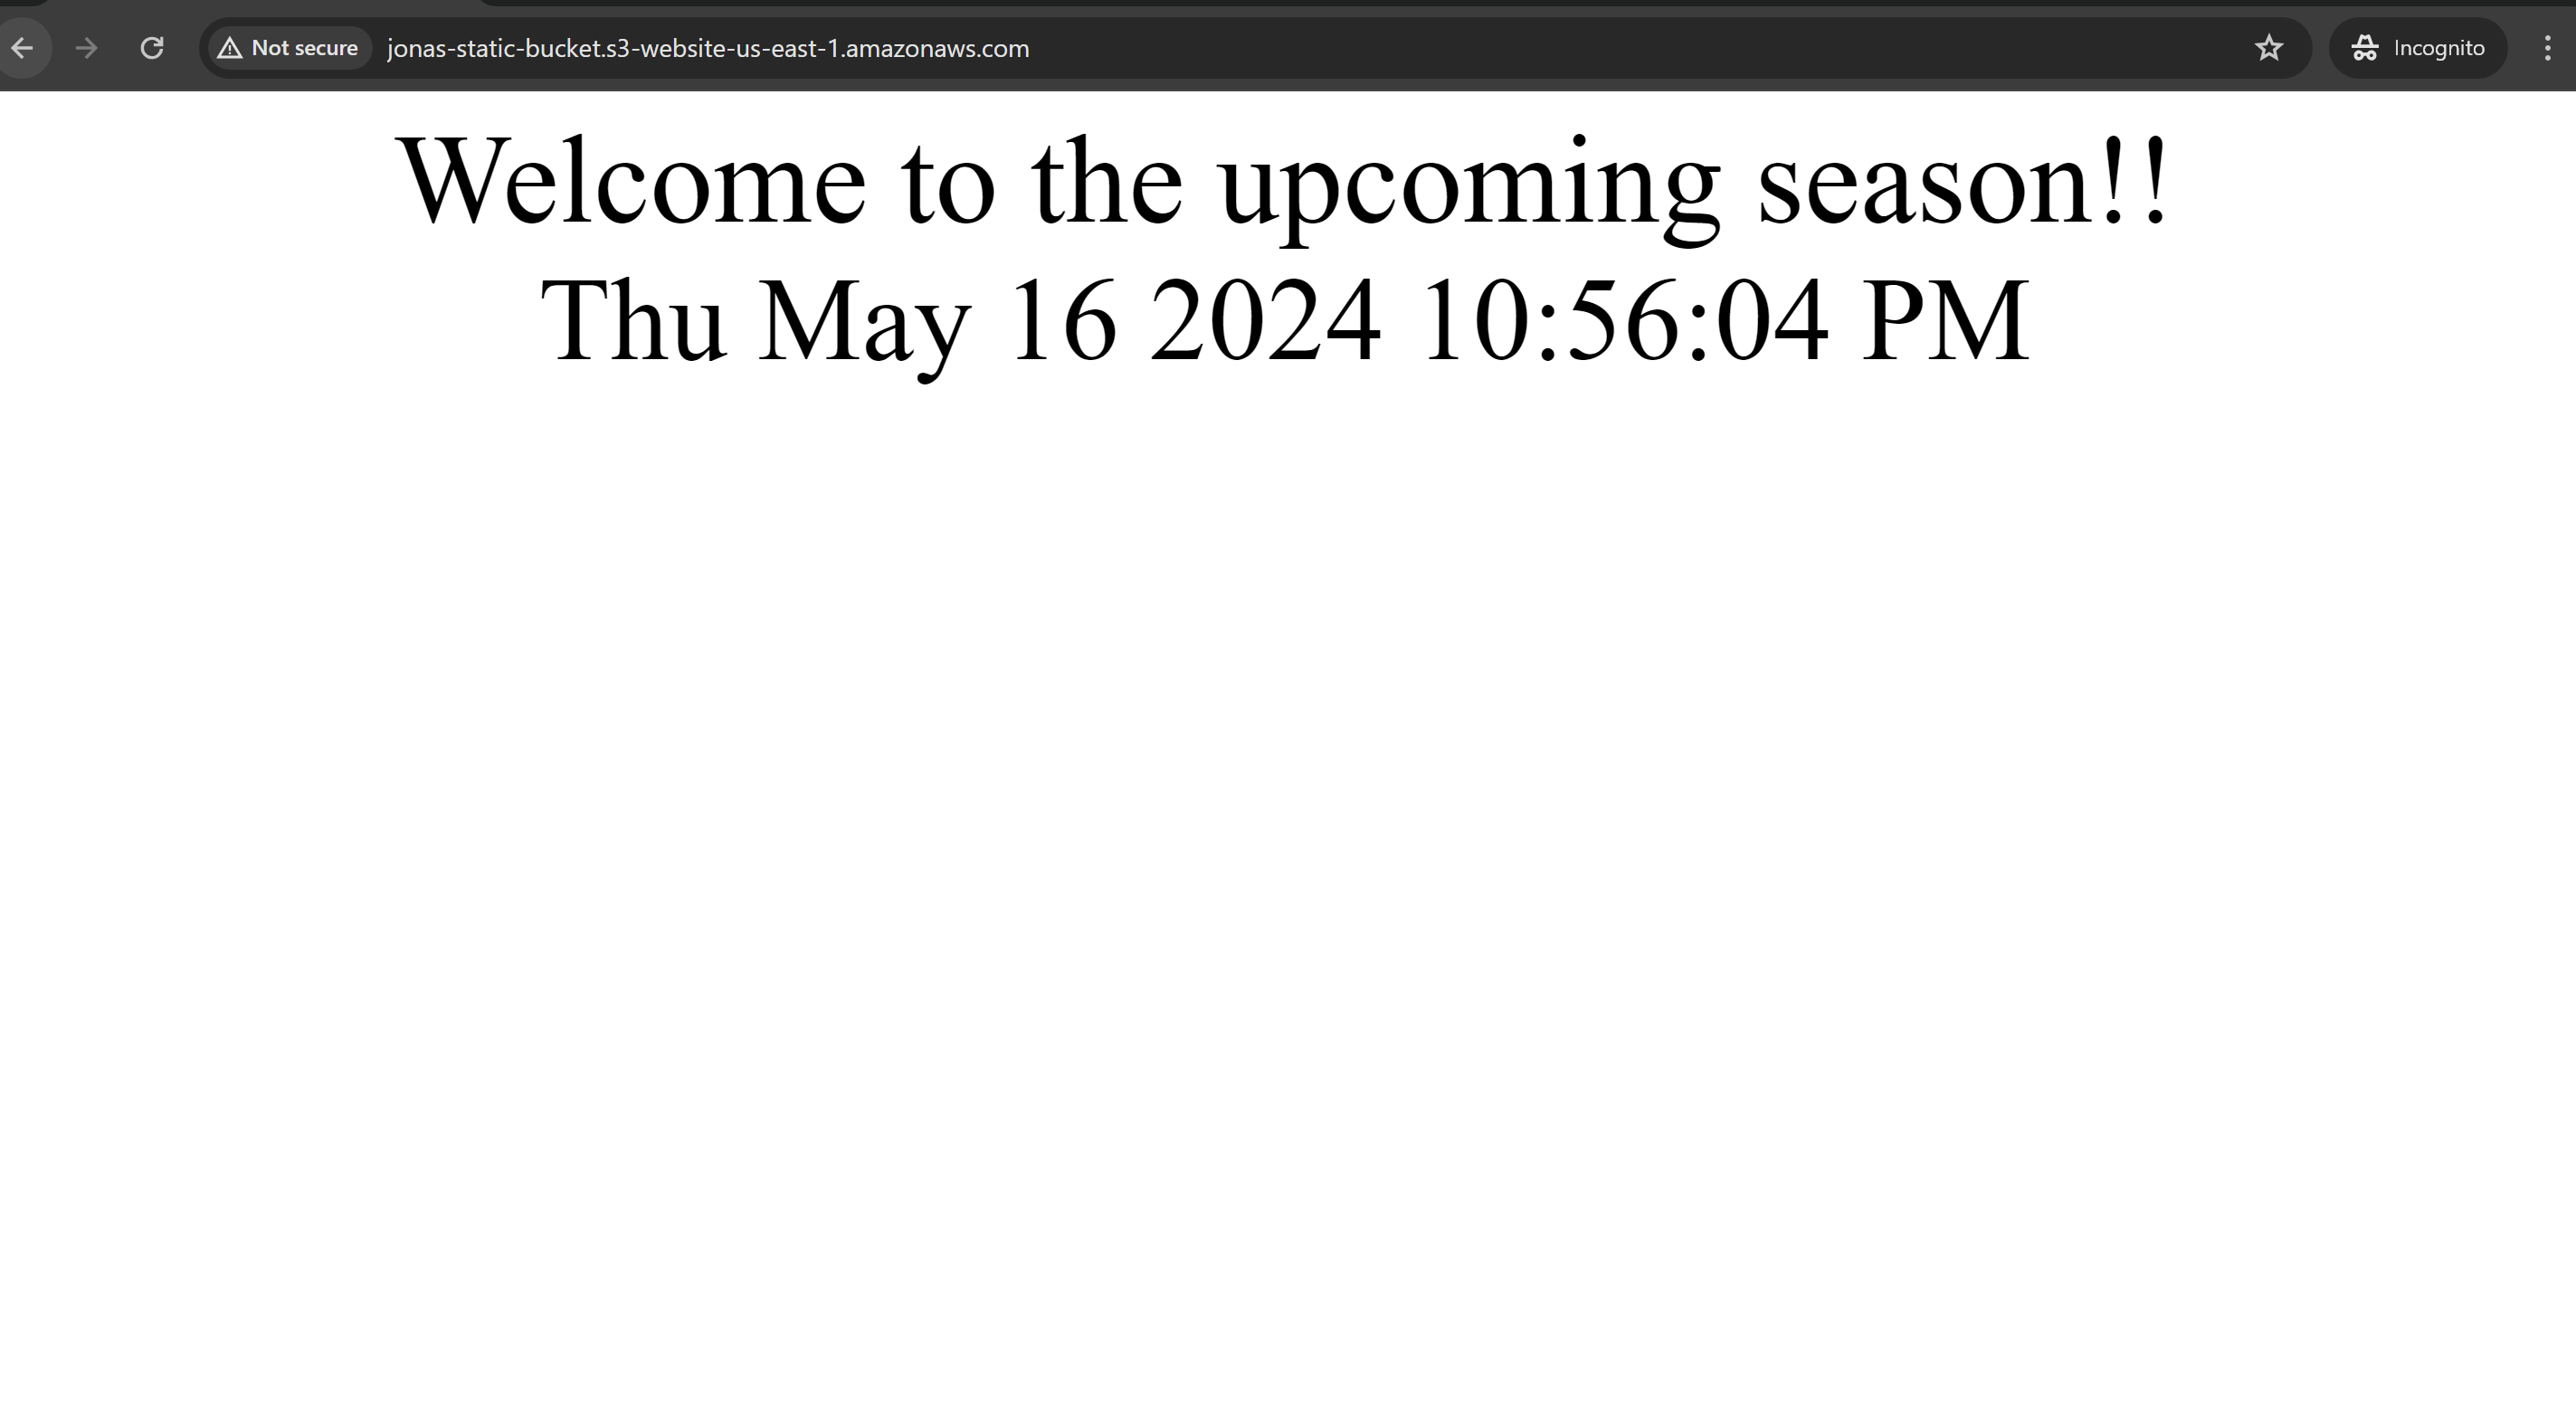 Not secure jonas-static-bucket.s3-website-us-east-1.amazonaws.com Incognito
Welcome to the upcoming season!!
Thu May 16 2024 10:56:04 PM